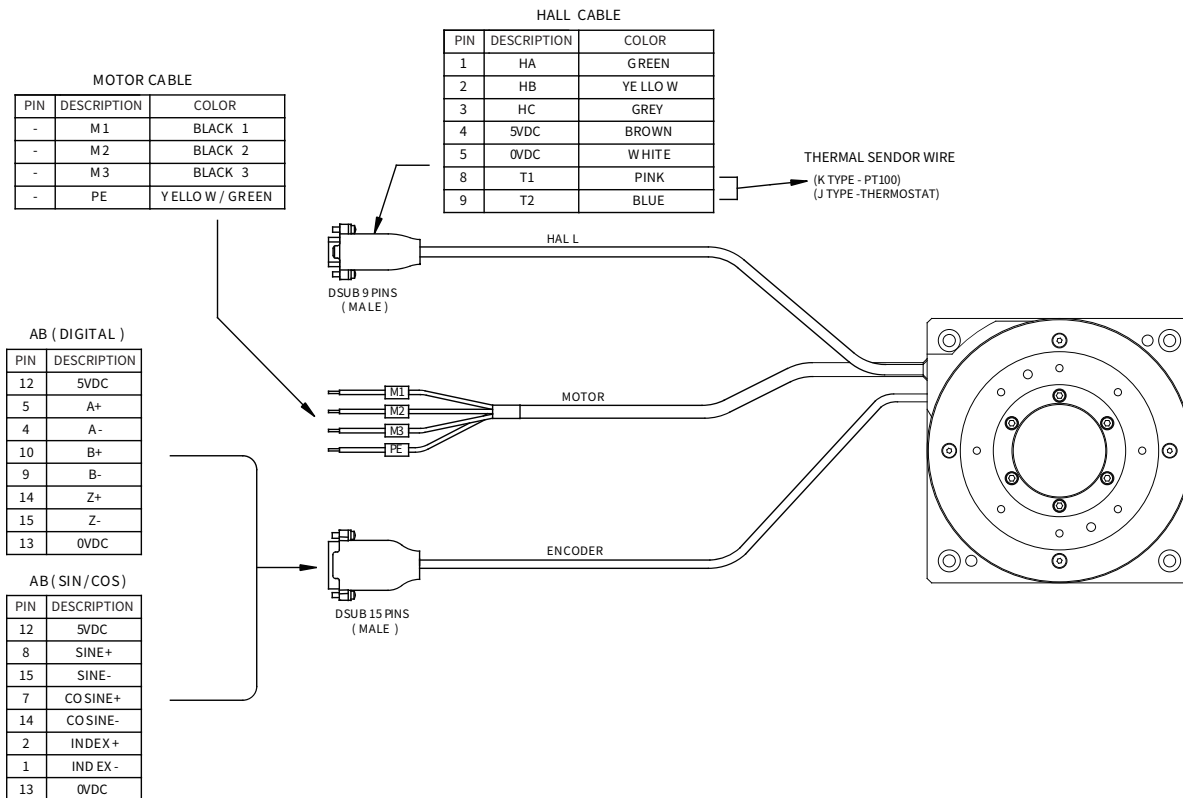 HALL CABLE
PIN DESCRIPTION COLOR
1 HA GREEN
2 HB YELLOW
3 HC GREY
4 5VDC BROWN
5 0VDC WHITE
8 T1 PINK
9 T2 BLUE
THERMAL SENDOR WIRE
(K TYPE - PT100)
(J TYPE -THERMOSTAT)
MOTOR CABLE
PIN DESCRIPTION COLOR
- M1 BLACK 1
- M2 BLACK 2
- M3 BLACK 3
- PE YELLOW / GREEN
HALL
DSUB 9 PINS
( MALE )
AB ( DIGITAL )
PIN DESCRIPTION
12 5VDC
5 A+
4 A-
10 B+
9 B-
14 Z+
15 Z-
13 0VDC
M1
M2
M3
PE
MOTOR
ENCODER
DSUB 15 PINS
( MALE )
AB ( SIN/COS )
PIN DESCRIPTION
12 5VDC
8 SINE+
15 SINE-
7 COSINE+
14 COSINE-
2 INDEX+
1 INDEX-
13 0VDC